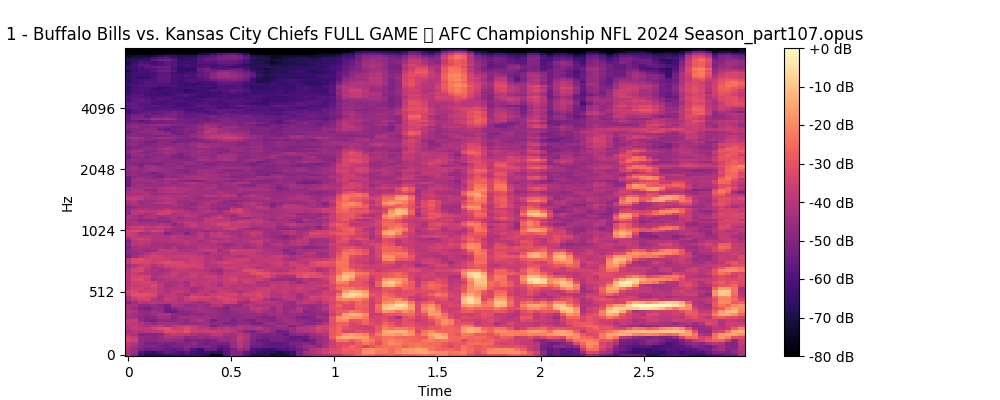 1 - Buffalo Bills vs. Kansas City Chiefs FULL GAME ▯ AFC Championship NFL 2024 Season_part107.opus
+0 dB
-10 dB
-20 dB
-30 dB
-40 dB
-50 dB
-60 dB
-70 dB
-80 dB
4096
2048
1024
512
0
Hz
0
0.5
1
1.5
2
2.5
Time